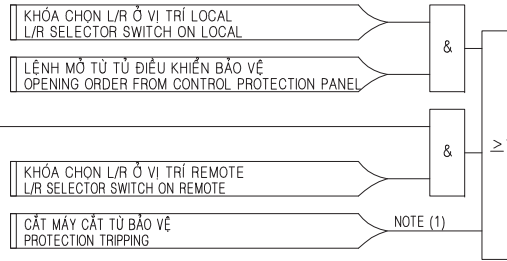 KHÓA CHỌN L/R Ở VỊ TRÍ LOCAL
L/R SELECTOR SWITCH ON LOCAL
&
LỆNH MỞ TỪ TỦ ĐIỀU KHIỂN BẢO VỆ
OPENING ORDER FROM CONTROL PROTECTION PANEL
&
≥
KHÓA CHỌN L/R Ở VỊ TRÍ REMOTE
L/R SELECTOR SWITCH ON REMOTE
CẮT MÁY CẮT TỪ BẢO VỆ
PROTECTION TRIPPING
NOTE (1)